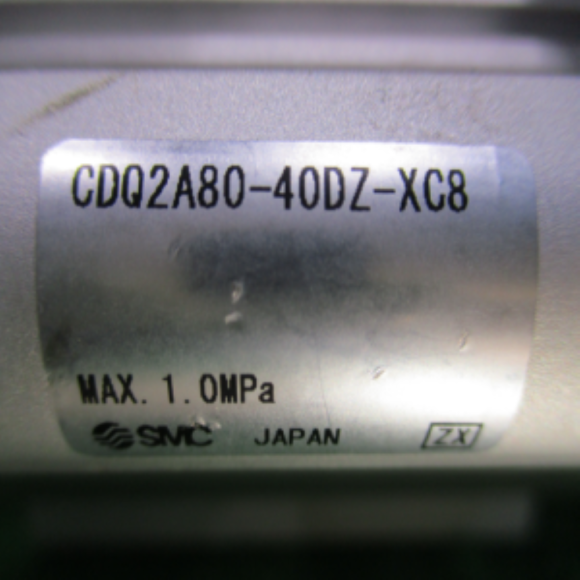 CDQ2A80-40DZ-XC8
MAX. 1.0MPa
SMC JAPAN ZX